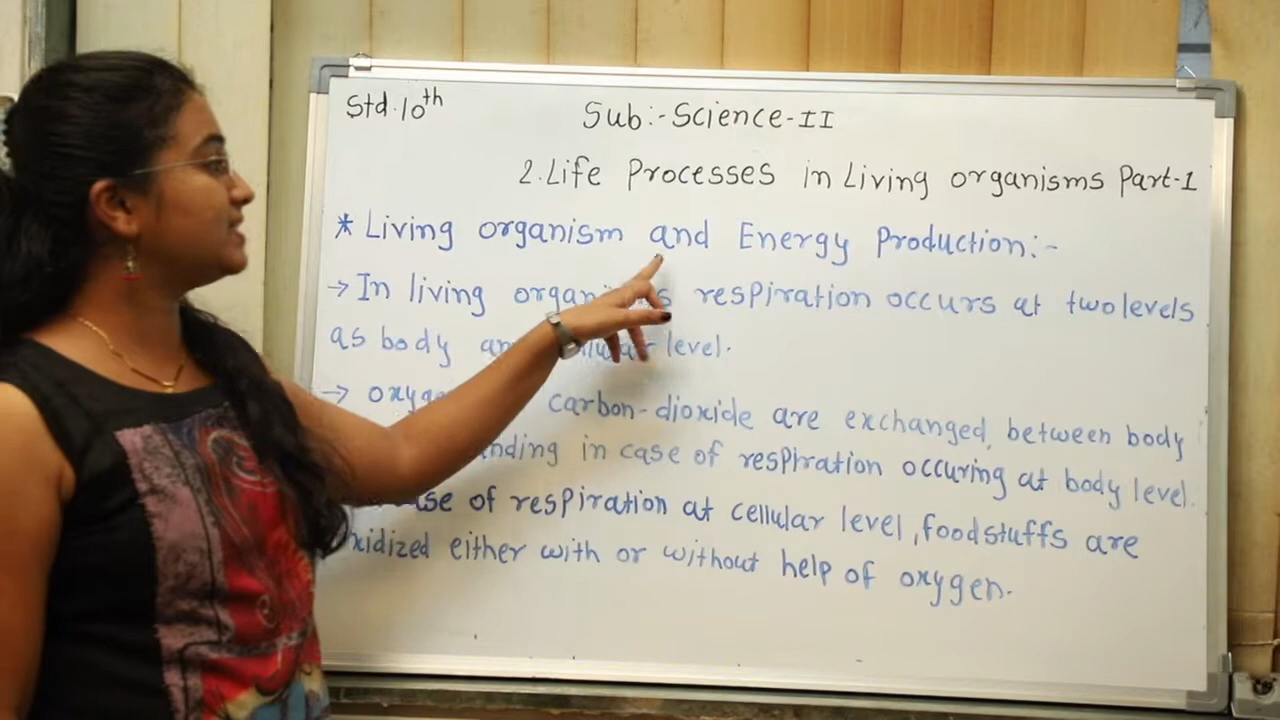 Std. 10th
Sub:- Science-II
2. Life Processes in Living organisms Part-1
* Living organism and Energy Production:-
→ In living respiration occurs at two levels
as body level.
→ carbon-dioxide are exchanged, between body
in case of respiration occuring at body level.
of respiration at cellular level, foodstuffs are
either with or without help of oxygen.